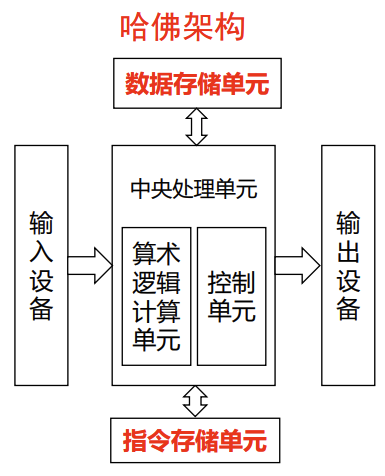 哈佛架构
数据存储单元
中央处理单元
输
入
设
备
算术
逻辑
计算
单元
控制
单元
输
出
设
备
指令存储单元